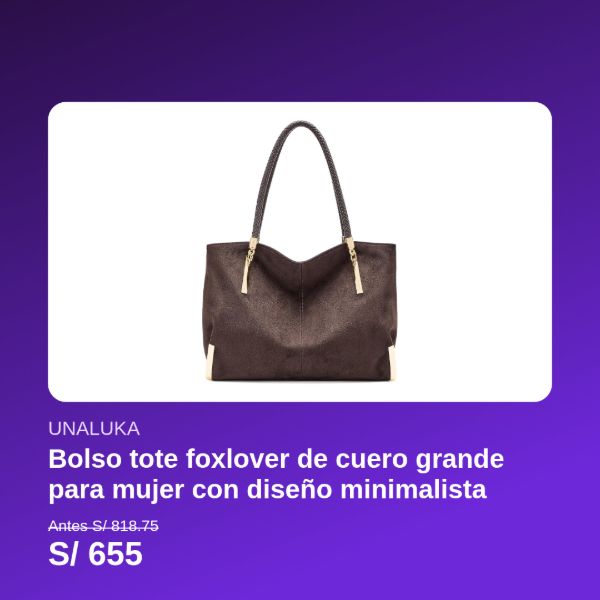 UNALUKA
Bolso tote foxlover de cuero grande
para mujer con diseño minimalista
Antes S/ 818.75
S/ 655